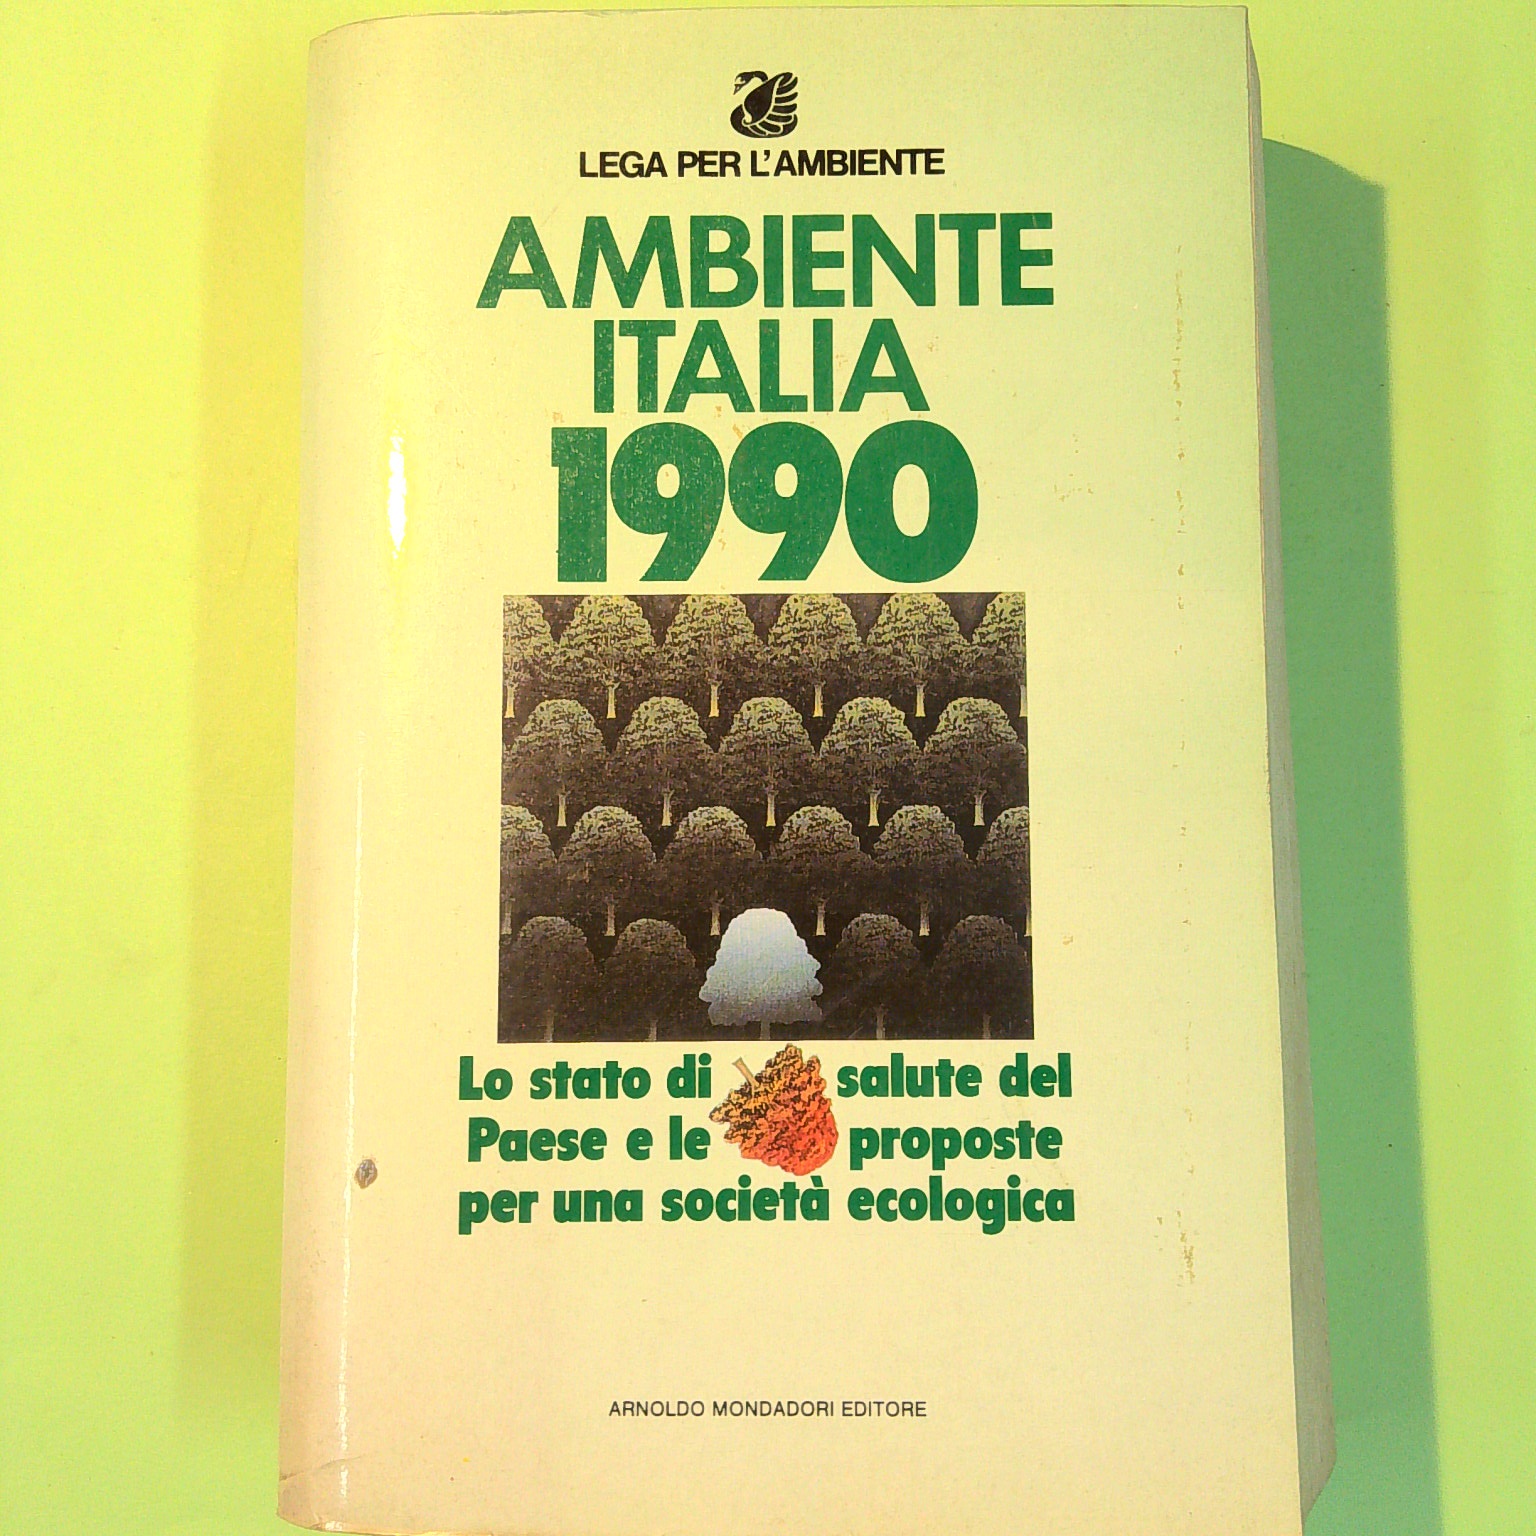 LEGA PER L'AMBIENTE
AMBIENTE
ITALIA
1990
Lo stato di salute del
Paese e le proposte
per una società ecologica
ARNOLDO MONDADORI EDITORE